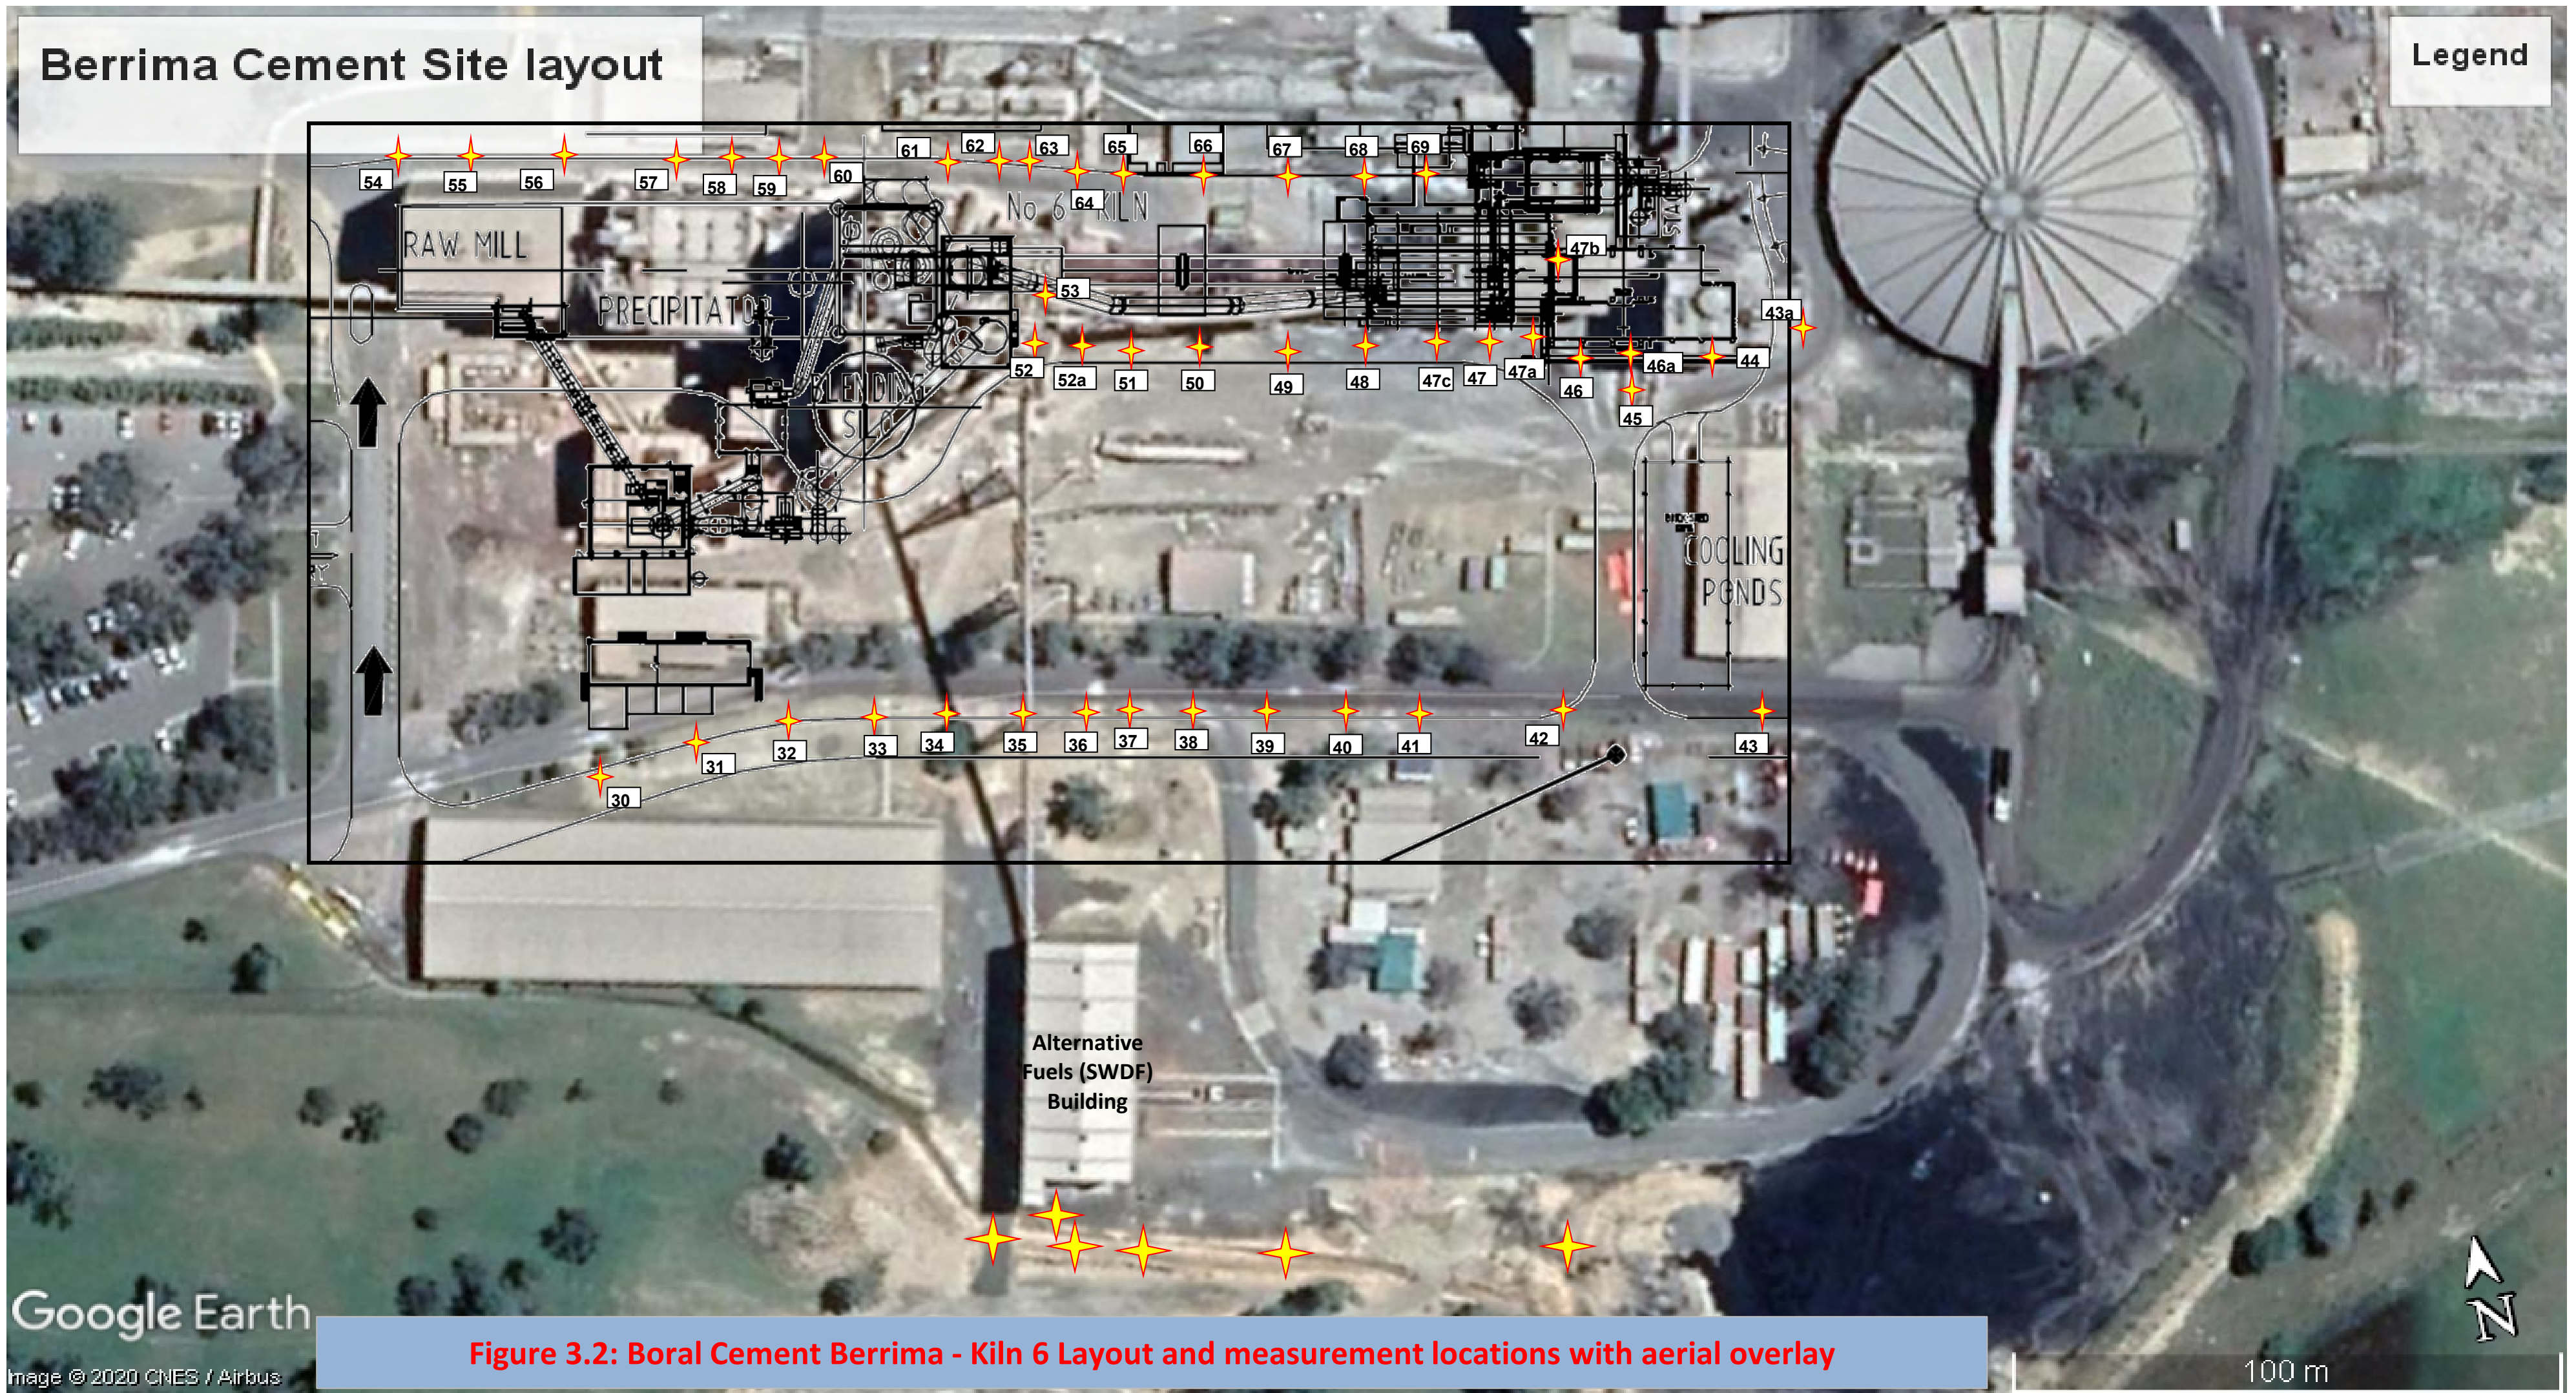 Berrima Cement Site layout
Legend
61
62
63
65
66
67
68
69
54
55
56
57
58
59
60
64
No 6 KILN
STACK
RAW MILL
47b
PRECIPITATOR
53
43a
52
52a
51
50
49
48
47c
47
47a
46
46a
44
45
BLENDING
SILO
COOLING
PONDS
30
31
32
33
34
35
36
37
38
39
40
41
42
43
Alternative
Fuels (SWDF)
Building
Google Earth
Image © 2020 CNES / Airbus
Figure 3.2: Boral Cement Berrima - Kiln 6 Layout and measurement locations with aerial overlay
N
100 m